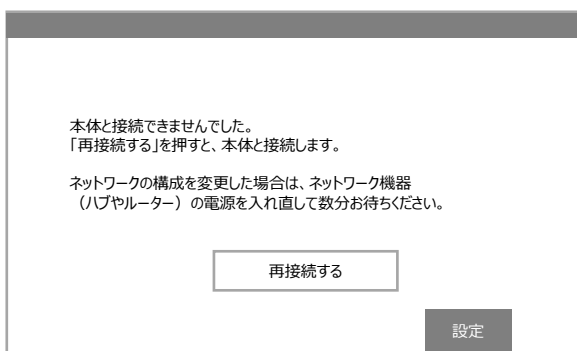 本体と接続できませんでした。
「再接続する」を押すと、本体と接続します。
ネットワークの構成を変更した場合は、ネットワーク機器
（ハブやルーター）の電源を入れ直して数分お待ちください。
再接続する
設定